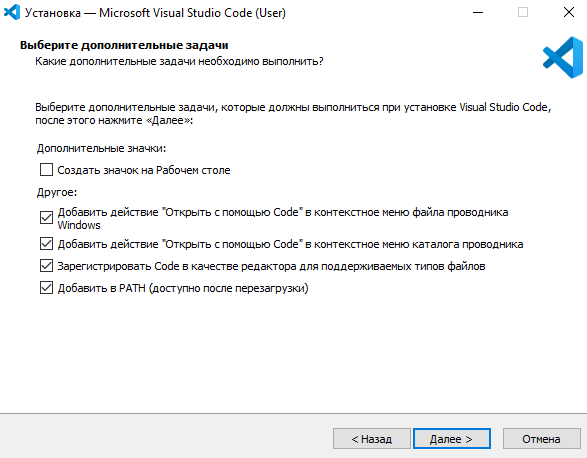 Установка — Microsoft Visual Studio Code (User)
Выберите дополнительные задачи
Какие дополнительные задачи необходимо выполнить?
Выберите дополнительные задачи, которые должны выполниться при установке Visual Studio Code,
после этого нажмите «Далее»:
Дополнительные значки:
Создать значок на Рабочем столе
Другое:
Добавить действие "Открыть с помощью Code" в контекстное меню файла проводника
Windows
Добавить действие "Открыть с помощью Code" в контекстное меню каталога проводника
Зарегистрировать Code в качестве редактора для поддерживаемых типов файлов
Добавить в PATH (доступно после перезагрузки)
< Назад Далее > Отмена